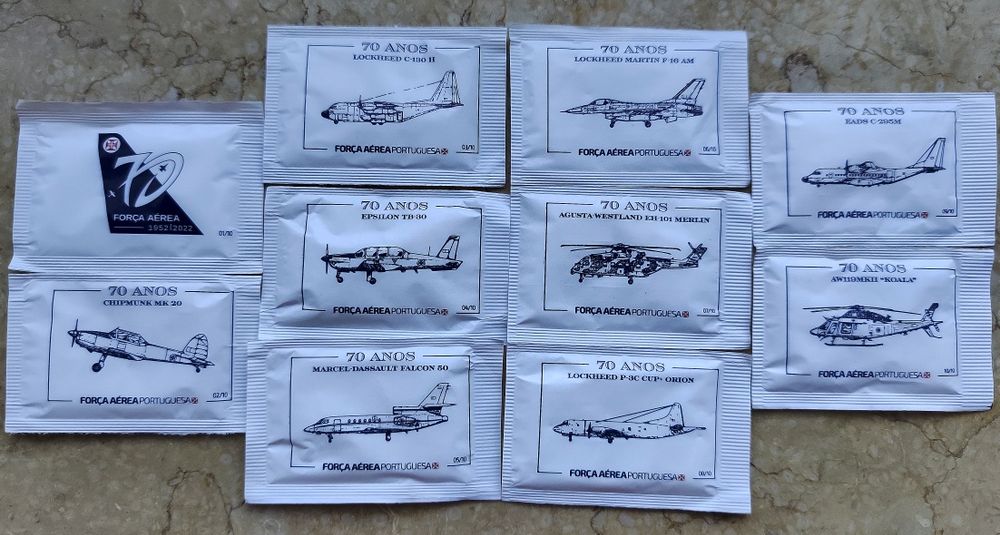 70
FORÇA AÉREA
1952|2022
01/10
70 ANOS
CHIPMUNK MK 20
FORÇA AÉREA PORTUGUESA
02/10
70 ANOS
LOCKHEED C-130 H
FORÇA AÉREA PORTUGUESA
03/10
70 ANOS
EPSILON TB-30
FORÇA AÉREA PORTUGUESA
04/10
70 ANOS
MARCEL-DASSAULT FALCON 50
FORÇA AÉREA PORTUGUESA
05/10
70 ANOS
LOCKHEED MARTIN F-16 AM
FORÇA AÉREA PORTUGUESA
06/10
70 ANOS
AGUSTA-WESTLAND EH-101 MERLIN
FORÇA AÉREA PORTUGUESA
07/10
70 ANOS
LOCKHEED P-3C CUP+ ORION
FORÇA AÉREA PORTUGUESA
08/10
70 ANOS
EADS C-295M
FORÇA AÉREA PORTUGUESA
09/10
70 ANOS
AW119MKII "KOALA"
FORÇA AÉREA PORTUGUESA
10/10